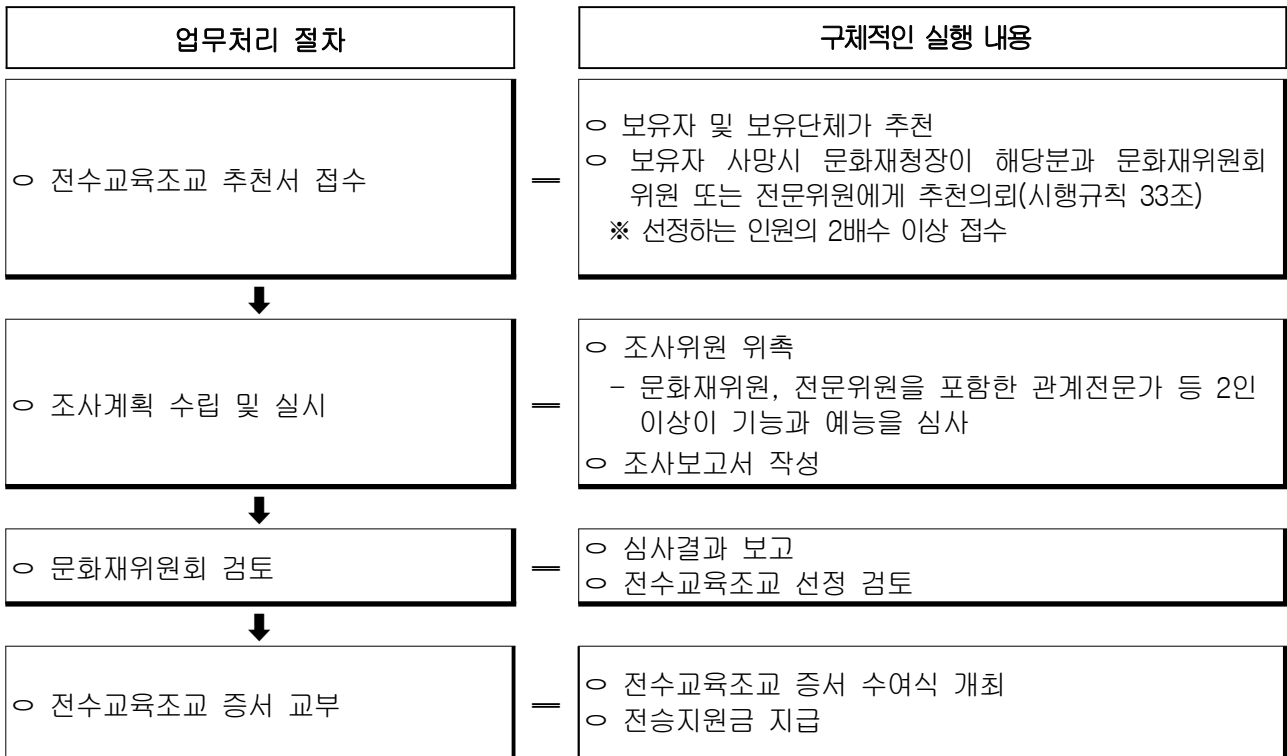 업무처리 절차
구체적인 실행 내용
ㅇ 전수교육조교 추천서 접수
ㅇ 보유자 및 보유단체가 추천
ㅇ 보유자 사망시 문화재청장이 해당분과 문화재위원회
위원 또는 전문위원에게 추천의뢰(시행규칙 33조)
※ 선정하는 인원의 2배수 이상 접수
ㅇ 조사계획 수립 및 실시
ㅇ 조사위원 위촉
- 문화재위원, 전문위원을 포함한 관계전문가 등 2인
이상이 기능과 예능을 심사
ㅇ 조사보고서 작성
ㅇ 문화재위원회 검토
ㅇ 심사결과 보고
ㅇ 전수교육조교 선정 검토
ㅇ 전수교육조교 증서 교부
ㅇ 전수교육조교 증서 수여식 개최
ㅇ 전승지원금 지급